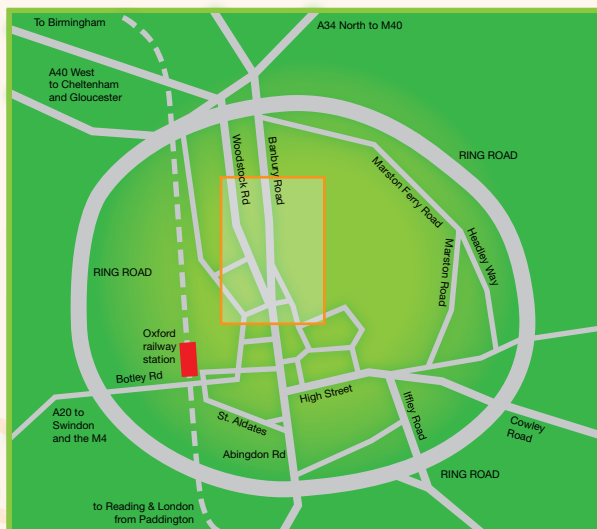 To Birmingham
A34 North to M40
A40 West
to Cheltenham
and Gloucester
Woodstock Rd
Banbury Road
RING ROAD
Marston Ferry Road
Headley Way
Marston Road
RING ROAD
Oxford
railway
station
Botley Rd
High Street
Iffley Road
A20 to
Swindon
and the M4
St. Aldates
Cowley
Road
Abingdon Rd
RING ROAD
to Reading & London
from Paddington